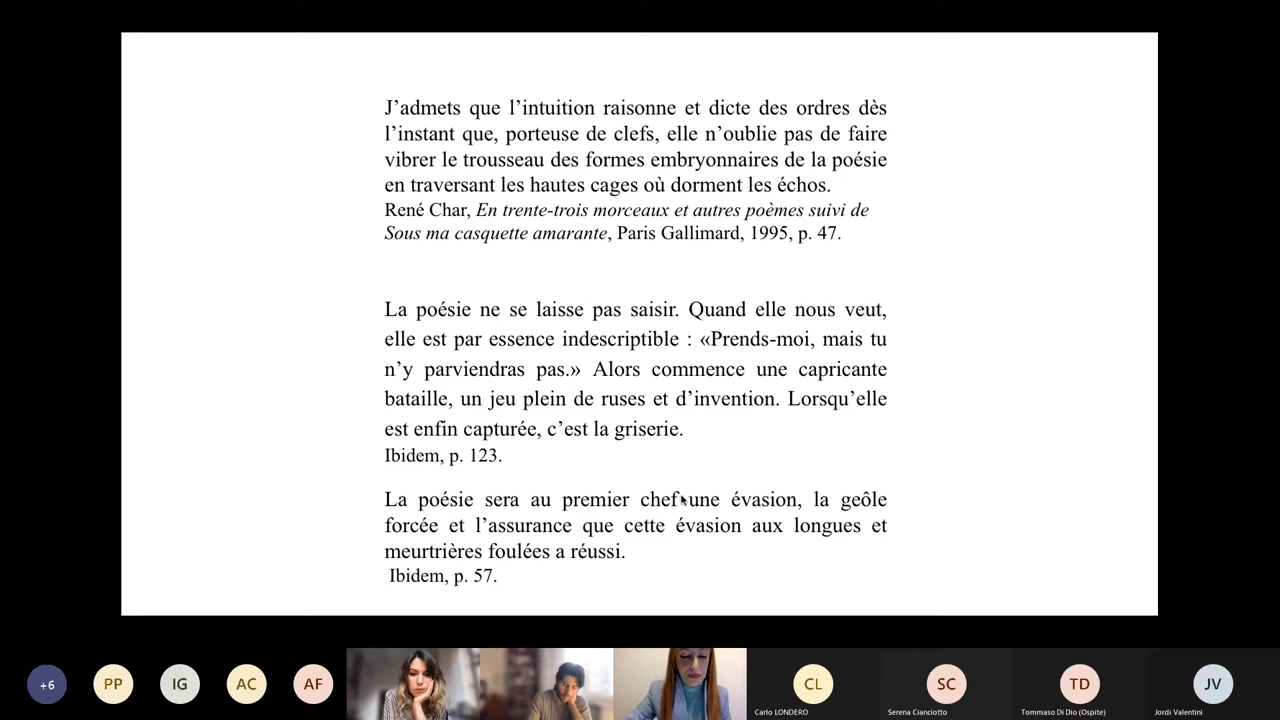 J’admets que l’intuition raisonne et dicte des ordres dès
l’instant que, porteuse de clefs, elle n’oublie pas de faire
vibrer le trousseau des formes embryonnaires de la poésie
en traversant les hautes cages où dorment les échos.
René Char, En trente-trois morceaux et autres poèmes suivi de
Sous ma casquette amarante, Paris Gallimard, 1995, p. 47.
La poésie ne se laisse pas saisir. Quand elle nous veut,
elle est par essence indescriptible : «Prends-moi, mais tu
n’y parviendras pas.» Alors commence une capricante
bataille, un jeu plein de ruses et d’invention. Lorsqu’elle
est enfin capturée, c’est la griserie.
Ibidem, p. 123.
La poésie sera au premier chef une évasion, la geôle
forcée et l’assurance que cette évasion aux longues et
meurtrières foulées a réussi.
Ibidem, p. 57.
+6 PP IG AC AF CL SC TD JV
Carlo LONDERO Serena Cianciotto Tommaso Di Dio (Ospite) Jordi Valentini